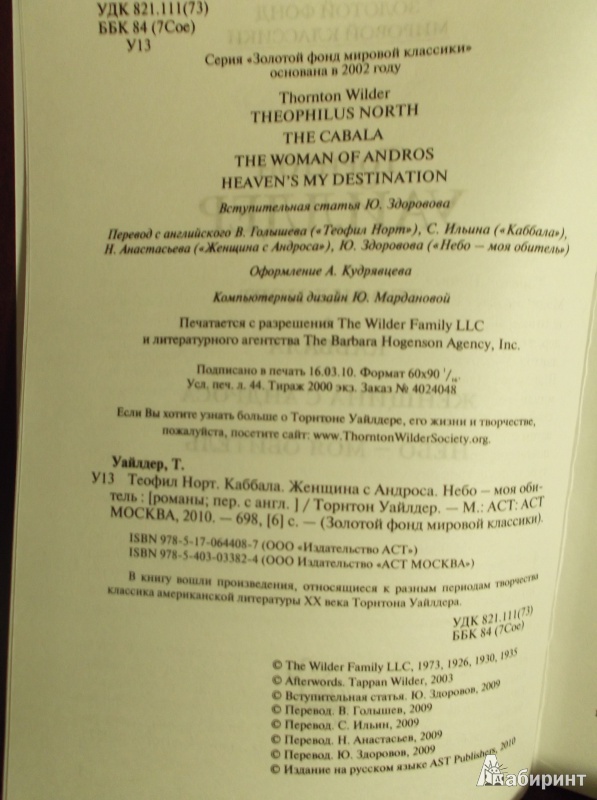 УДК 821.111(73)
ББК 84 (7Сое)
У13
Серия «Золотой фонд мировой классики»
основана в 2002 году
Thornton Wilder
THEOPHILUS NORTH
THE CABALA
THE WOMAN OF ANDROS
HEAVEN'S MY DESTINATION
Вступительная статья Ю. Здоровова
Перевод с английского В. Голышева («Теофил Норт»), С. Ильина («Каббала»),
Н. Анастасьева («Женщина с Андроса»), Ю. Здоровова («Небо – моя обитель»)
Оформление А. Кудрявцева
Компьютерный дизайн Ю. Мардановой
Печатается с разрешения The Wilder Family LLC
и литературного агентства The Barbara Hogenson Agency, Inc.
Подписано в печать 16.03.10. Формат 60х90 1/16.
Усл. печ. л. 44. Тираж 2000 экз. Заказ № 4024048
Если Вы хотите узнать больше о Торнтоне Уайлдере, его жизни и творчестве,
пожалуйста, посетите сайт: www.ThorntonWilderSociety.org.
Уайлдер, Т.
У13 Теофил Норт. Каббала. Женщина с Андроса. Небо – моя оби-
тель : [романы; пер. с англ. ] / Торнтон Уайлдер. — М.: АСТ: АСТ
МОСКВА, 2010. — 698, [6] с. — (Золотой фонд мировой классики).
ISBN 978-5-17-064408-7 (ООО «Издательство АСТ»)
ISBN 978-5-403-03382-4 (ООО Издательство «АСТ МОСКВА»)
В книгу вошли произведения, относящиеся к разным периодам творчества
классика американской литературы XX века Торнтона Уайлдера.
УДК 821.111(73)
ББК 84 (7Сое)
© The Wilder Family LLC, 1973, 1926, 1930, 1935
© Afterwords. Tappan Wilder, 2003
© Вступительная статья. Ю. Здоровов, 2009
© Перевод. В. Голышев, 2009
© Перевод. С. Ильин, 2009
© Перевод. Н. Анастасьев, 2009
© Перевод. Ю. Здоровов, 2009
© Издание на русском языке AST Publishers, 2010
Лабиринт